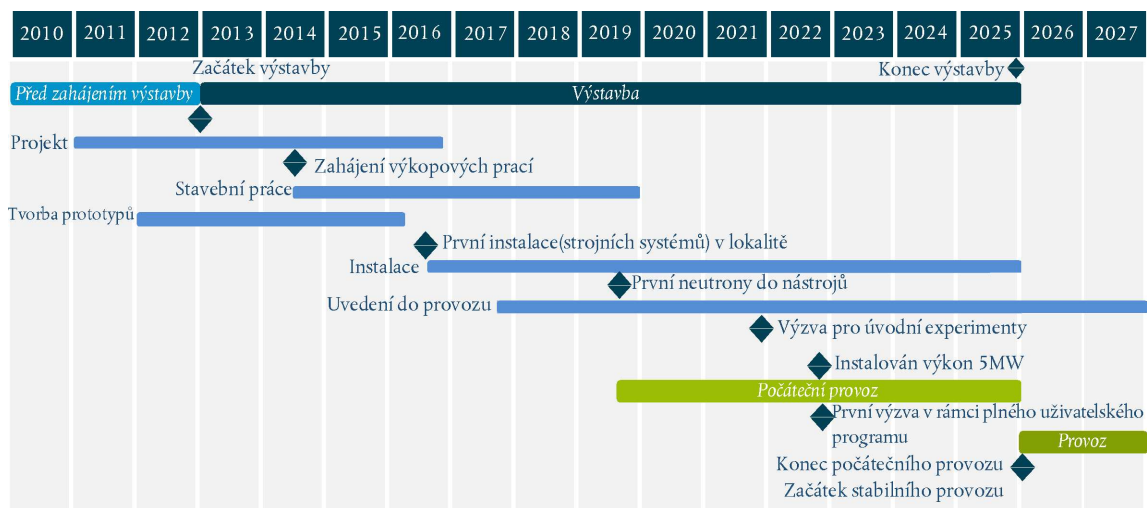 2010 2011 2012 2013 2014 2015 2016 2017 2018 2019 2020 2021 2022 2023 2024 2025 2026 2027
Začátek výstavby
Konec výstavby
Před zahájením výstavby
Výstavba
Projekt
Zahájení výkopových prací
Stavební práce
Tvorba prototypů
První instalace(strojních systémů) v lokalitě
Instalace
První neutrony do nástrojů
Uvedení do provozu
Výzva pro úvodní experimenty
Instalován výkon 5MW
Počáteční provoz
První výzva v rámci plného uživatelského
programu
Provoz
Konec počátečního provozu
Začátek stabilního provozu